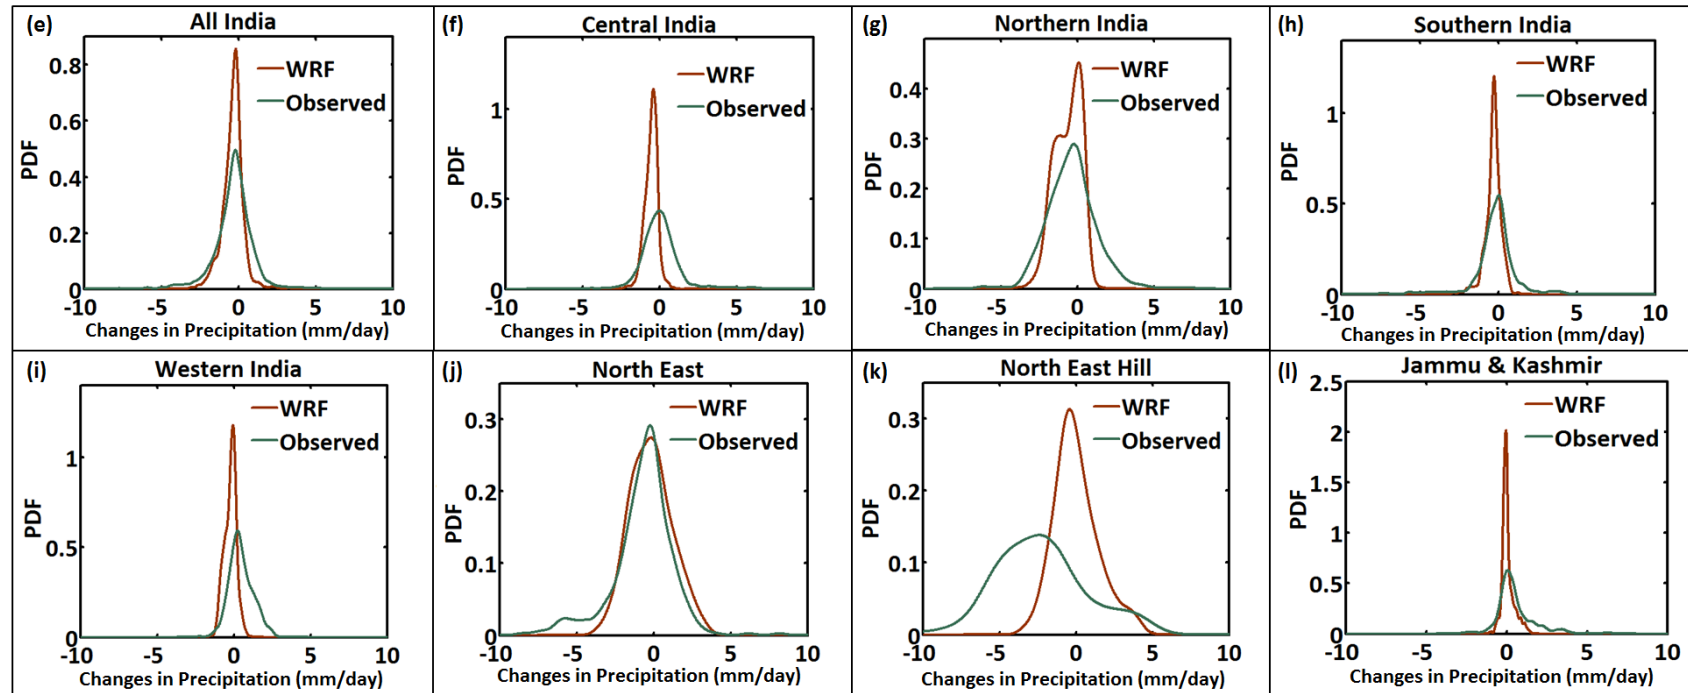 (e) All India
0.8
0.6
0.4
0.2
0
PDF
WRF
Observed
-10 -5 0 5 10
Changes in Precipitation (mm/day)
(f) Central India
1
0.5
0
PDF
WRF
Observed
-10 -5 0 5 10
Changes in Precipitation (mm/day)
(g) Northern India
0.4
0.3
0.2
0.1
0
PDF
WRF
Observed
-10 -5 0 5 10
Changes in Precipitation (mm/day)
(h) Southern India
1
0.5
0
PDF
WRF
Observed
-10 -5 0 5 10
Changes in Precipitation (mm/day)
(i) Western India
1
0.5
0
PDF
WRF
Observed
-10 -5 0 5 10
Changes in Precipitation (mm/day)
(j) North East
0.3
0.2
0.1
0
PDF
WRF
Observed
-10 -5 0 5 10
Changes in Precipitation (mm/day)
(k) North East Hill
0.3
0.2
0.1
0
PDF
WRF
Observed
-10 -5 0 5 10
Changes in Precipitation (mm/day)
(l) Jammu & Kashmir
2.5
2
1.5
1
0.5
0
PDF
WRF
Observed
-10 -5 0 5 10
Changes in Precipitation (mm/day)